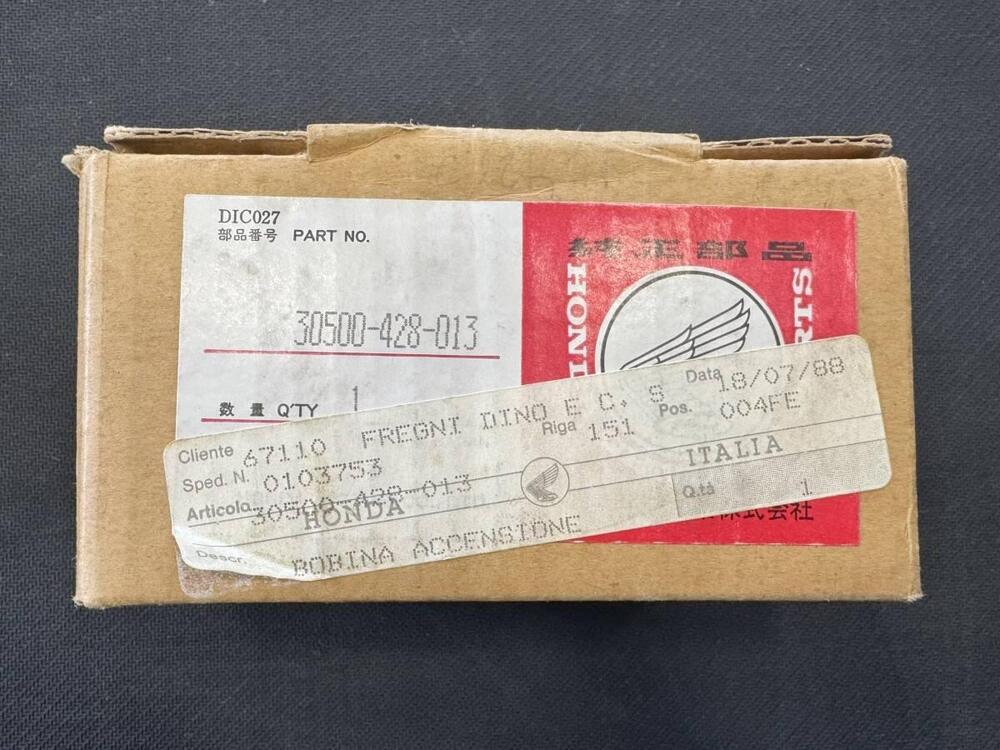 DIC027
部品番号 PART NO.
30500-428-013
数量 Q'TY 1
純正部品
Cliente 67110 FREGNI DINO E C. S
Data 18/07/88
Sped. N. 0103753
Riga 151
Pos. 004FE
Articolo 30500-428-013
HONDA
ITALIA
Q.tà 1
Descr. BOBINA ACCENSIONE
株式会社